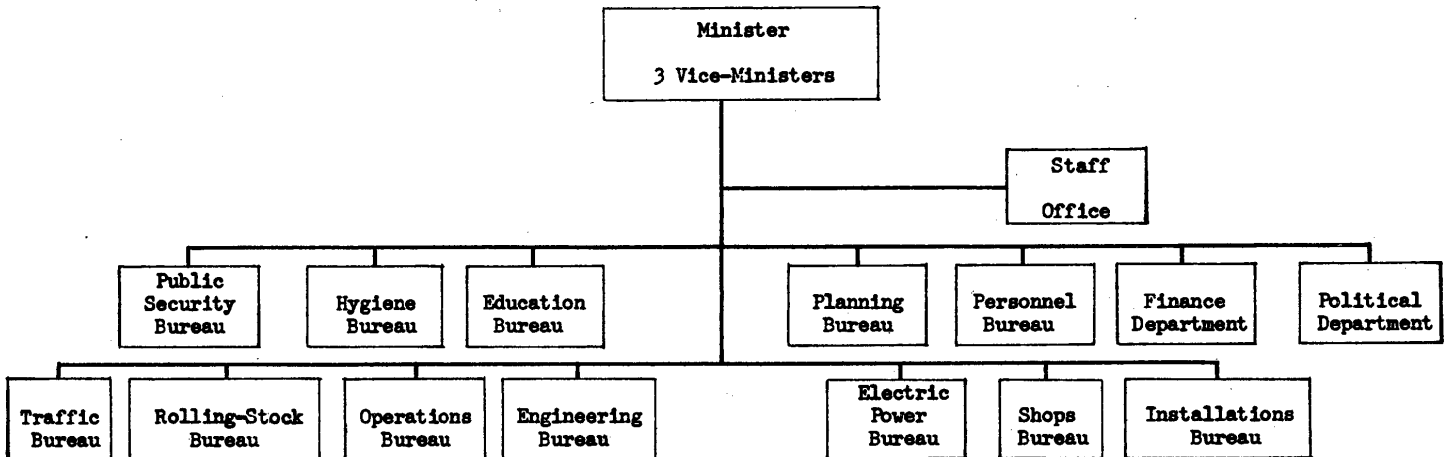 Minister
3 Vice-Ministers
Staff
Office
Public
Security
Bureau
Hygiene
Bureau
Education
Bureau
Planning
Bureau
Personnel
Bureau
Finance
Department
Political
Department
Traffic
Bureau
Rolling-Stock
Bureau
Operations
Bureau
Engineering
Bureau
Electric
Power
Bureau
Shops
Bureau
Installations
Bureau